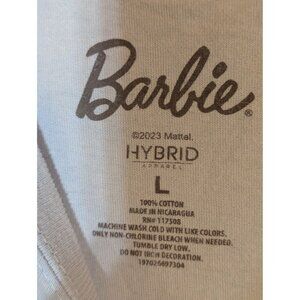 Barbie®
©2023 Mattel.
HYBRID
APPAREL
L
100% COTTON
MADE IN NICARAGUA
RN# 117508
MACHINE WASH COLD WITH LIKE COLORS.
ONLY NON-CHLORINE BLEACH WHEN NEEDED.
TUMBLE DRY LOW.
DO NOT IRON DECORATION.
197026697304